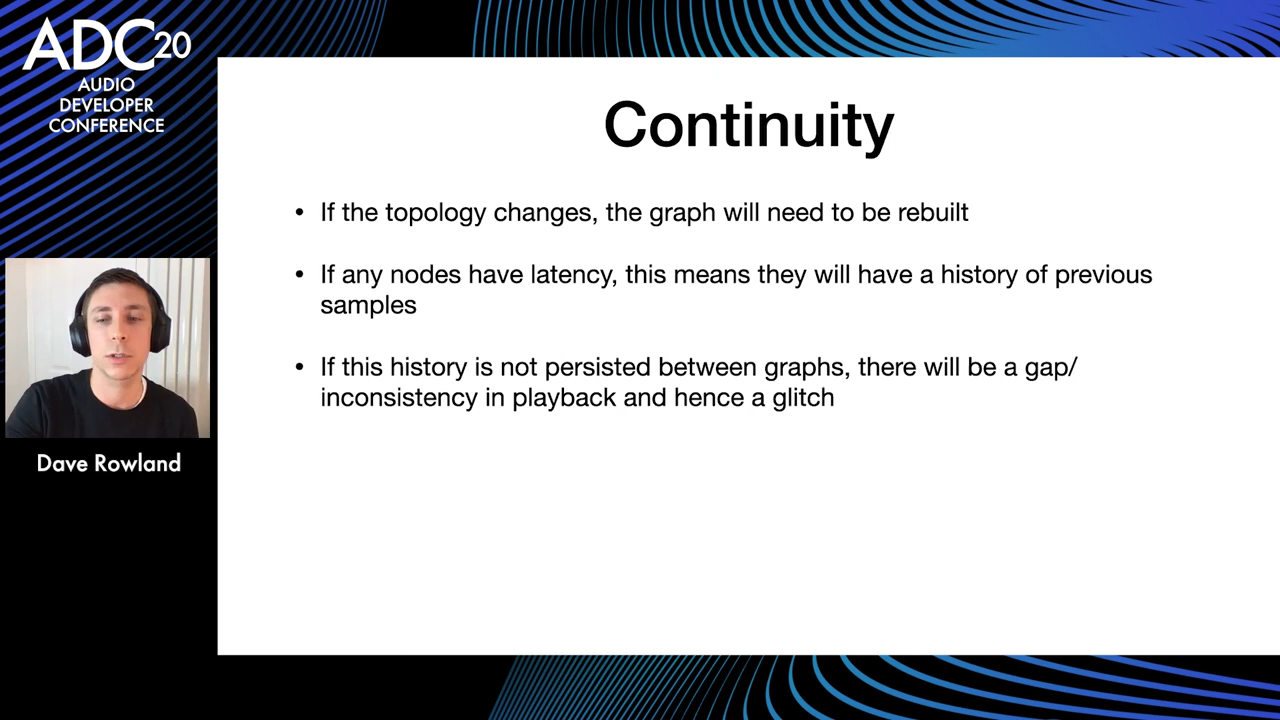 ADC20
AUDIO
DEVELOPER
CONFERENCE
Continuity
• If the topology changes, the graph will need to be rebuilt
• If any nodes have latency, this means they will have a history of previous
samples
• If this history is not persisted between graphs, there will be a gap/
inconsistency in playback and hence a glitch
Dave Rowland